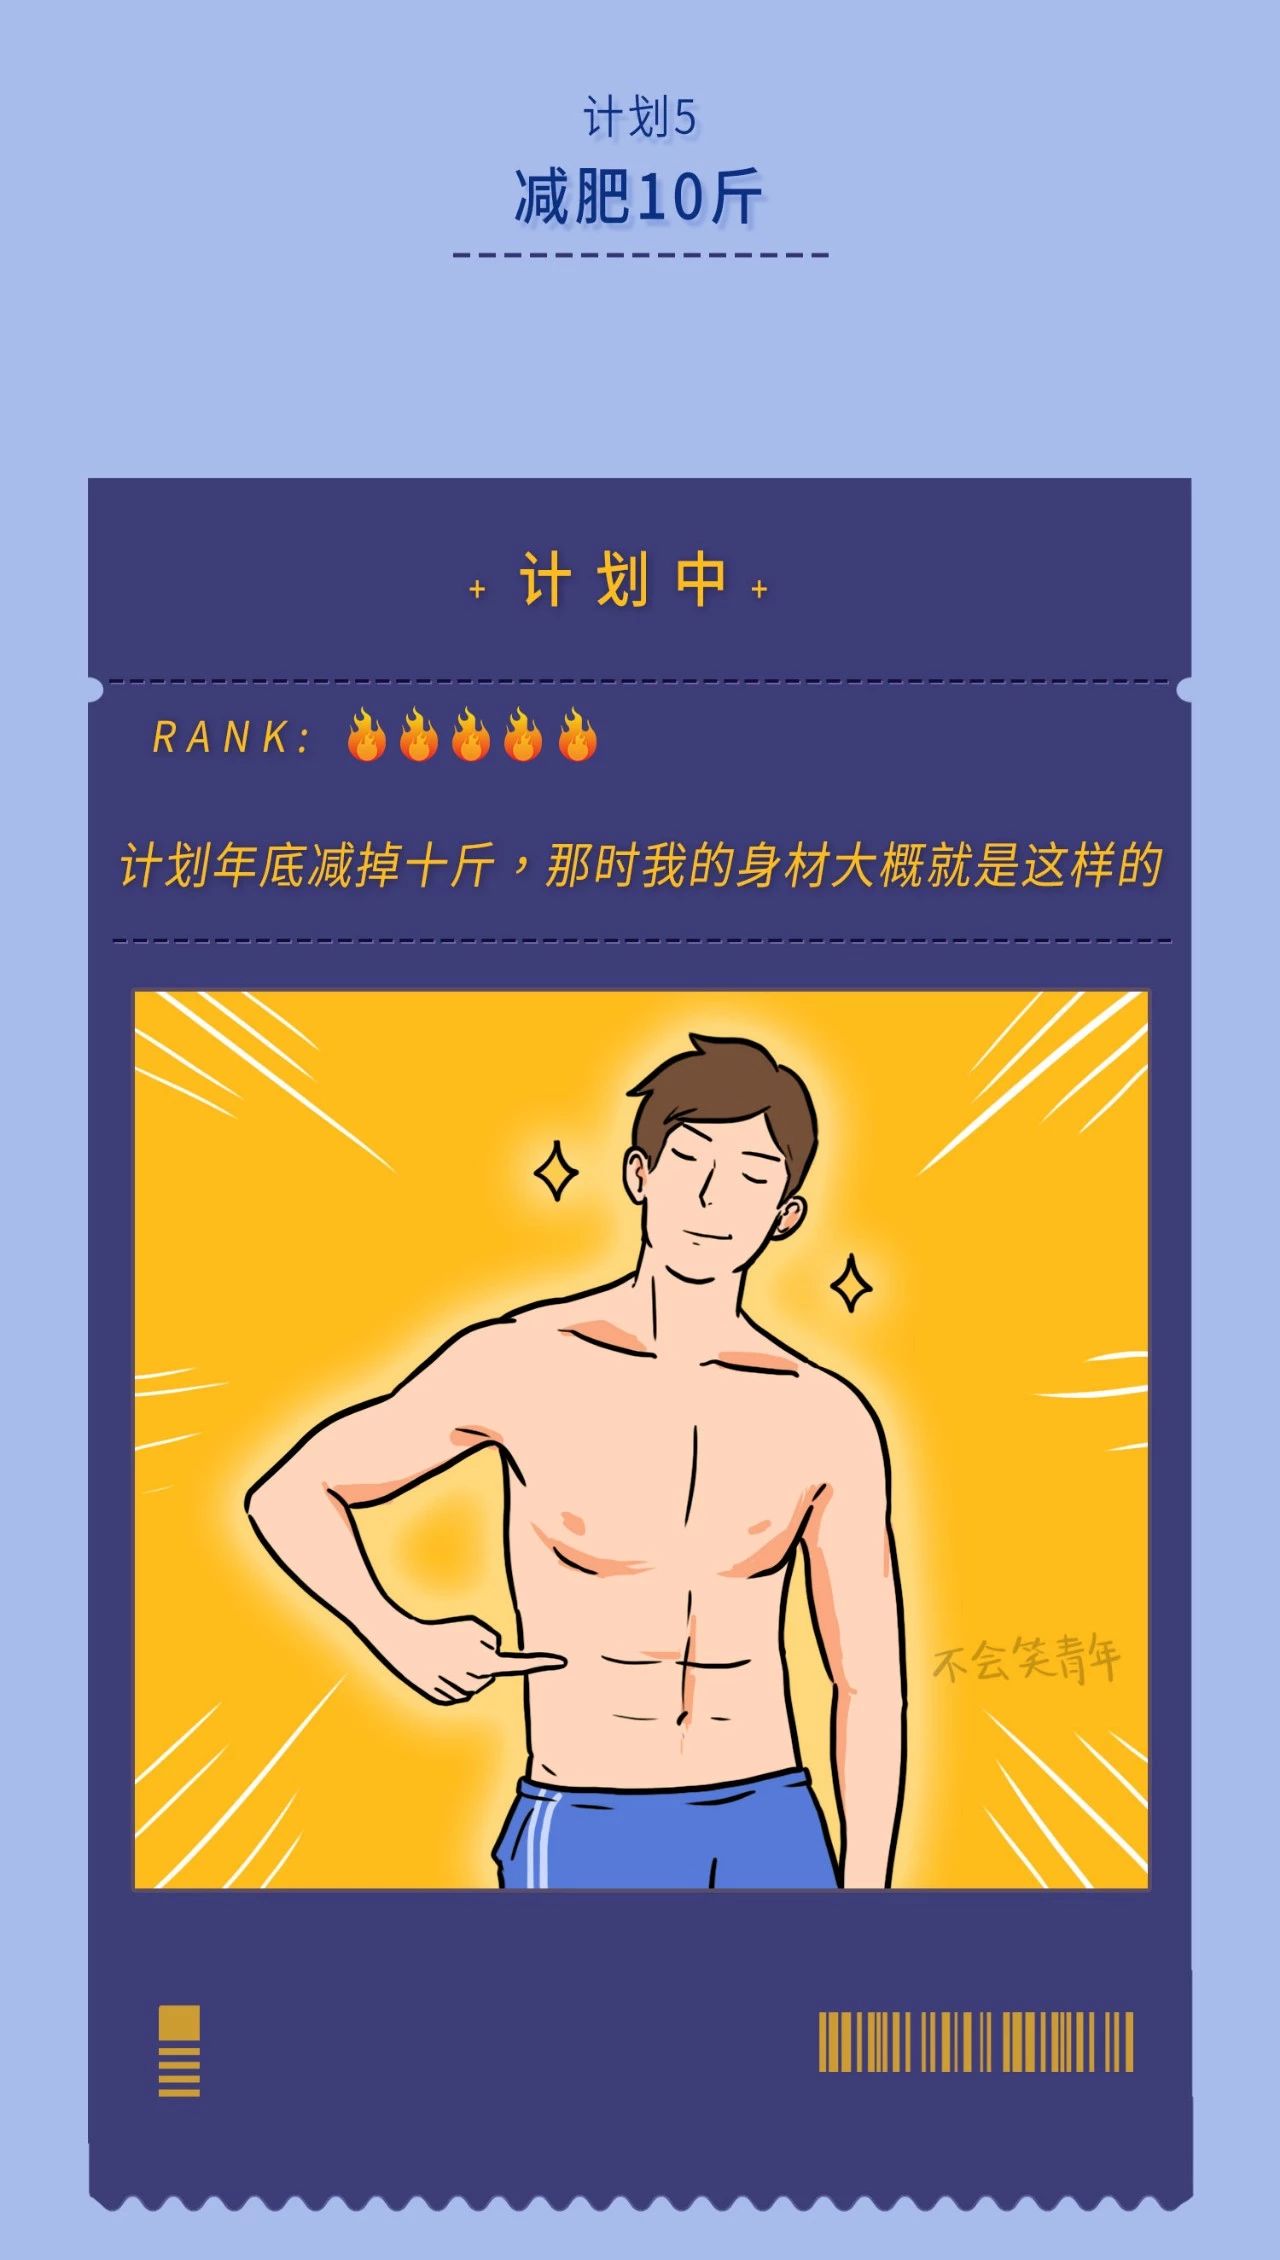 计划5
减肥10斤
+ 计划中 +
RANK: 🔥🔥🔥🔥🔥
计划年底减掉十斤，那时我的身材大概就是这样的
不会笑青年